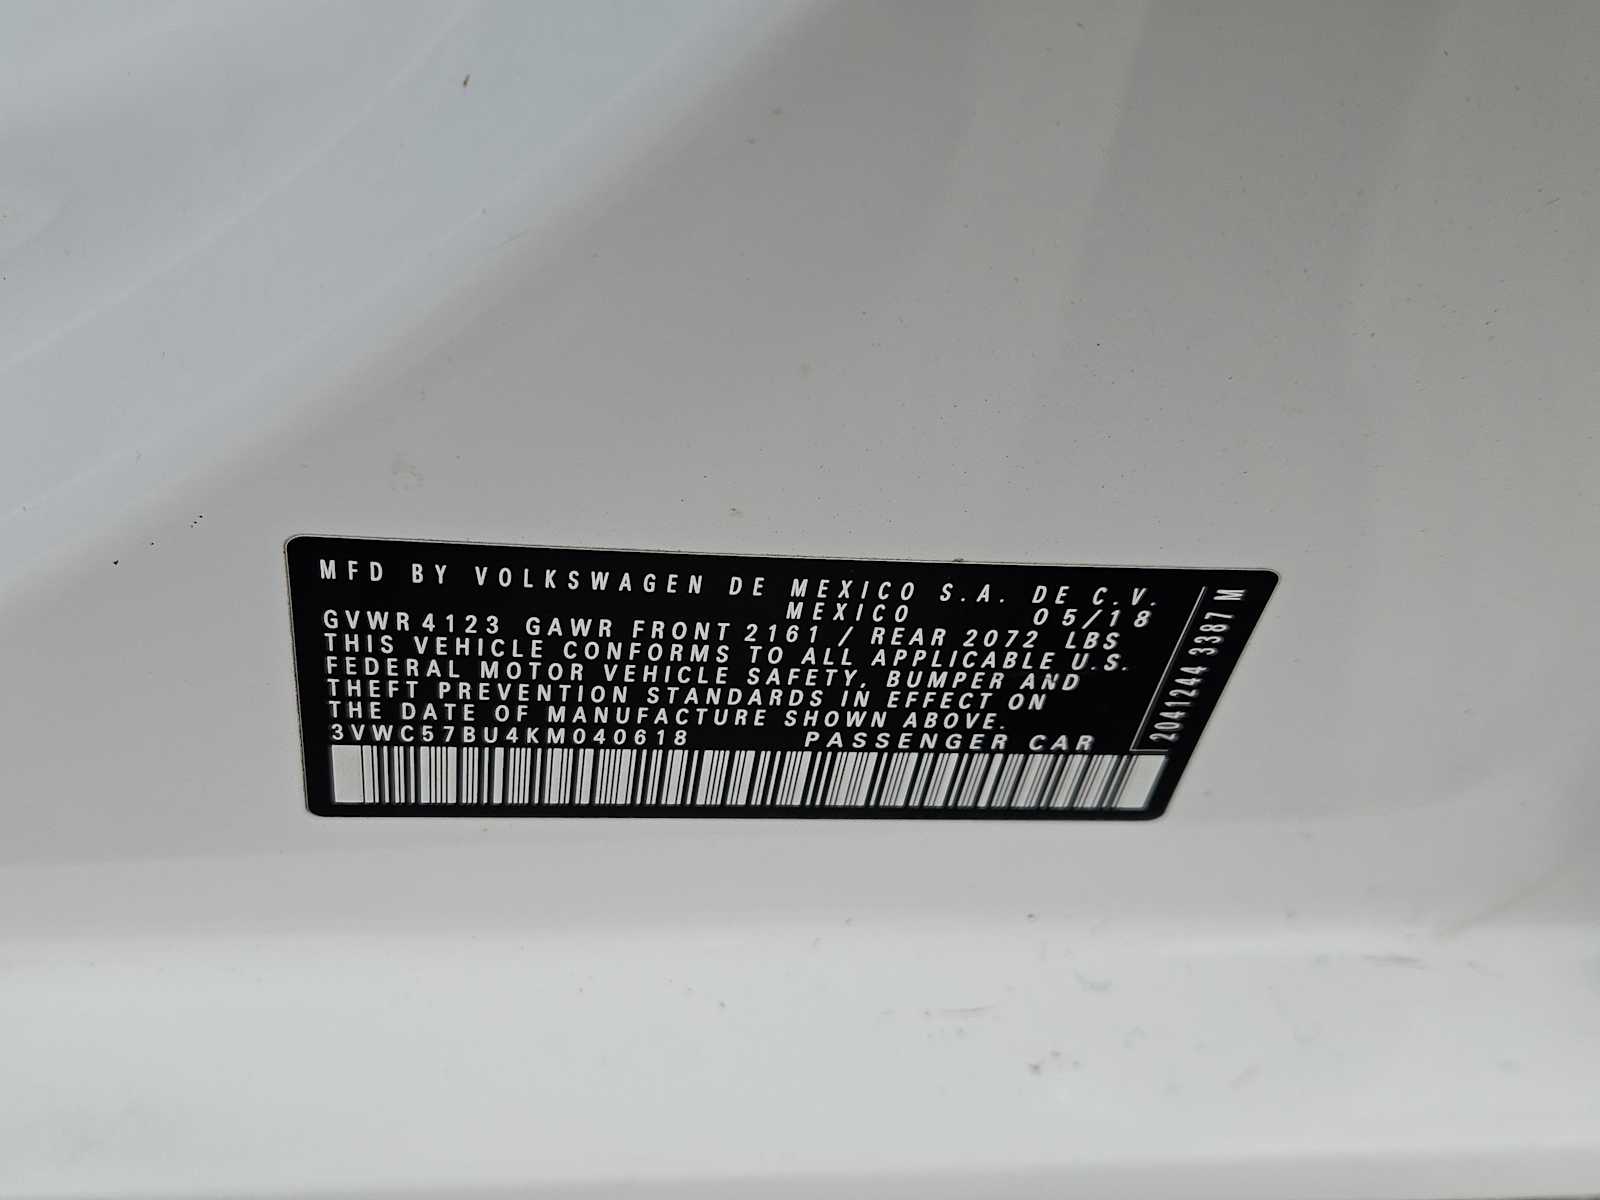 MFD BY VOLKSWAGEN DE MEXICO S.A. DE C.V.
MEXICO 05/18
GVWR 4123 GAWR FRONT 2161 / REAR 2072 LBS
THIS VEHICLE CONFORMS TO ALL APPLICABLE U.S.
FEDERAL MOTOR VEHICLE SAFETY, BUMPER AND
THEFT PREVENTION STANDARDS IN EFFECT ON
THE DATE OF MANUFACTURE SHOWN ABOVE.
3VWC57BU4KM040618 PASSENGER CAR
2041244 3387 M